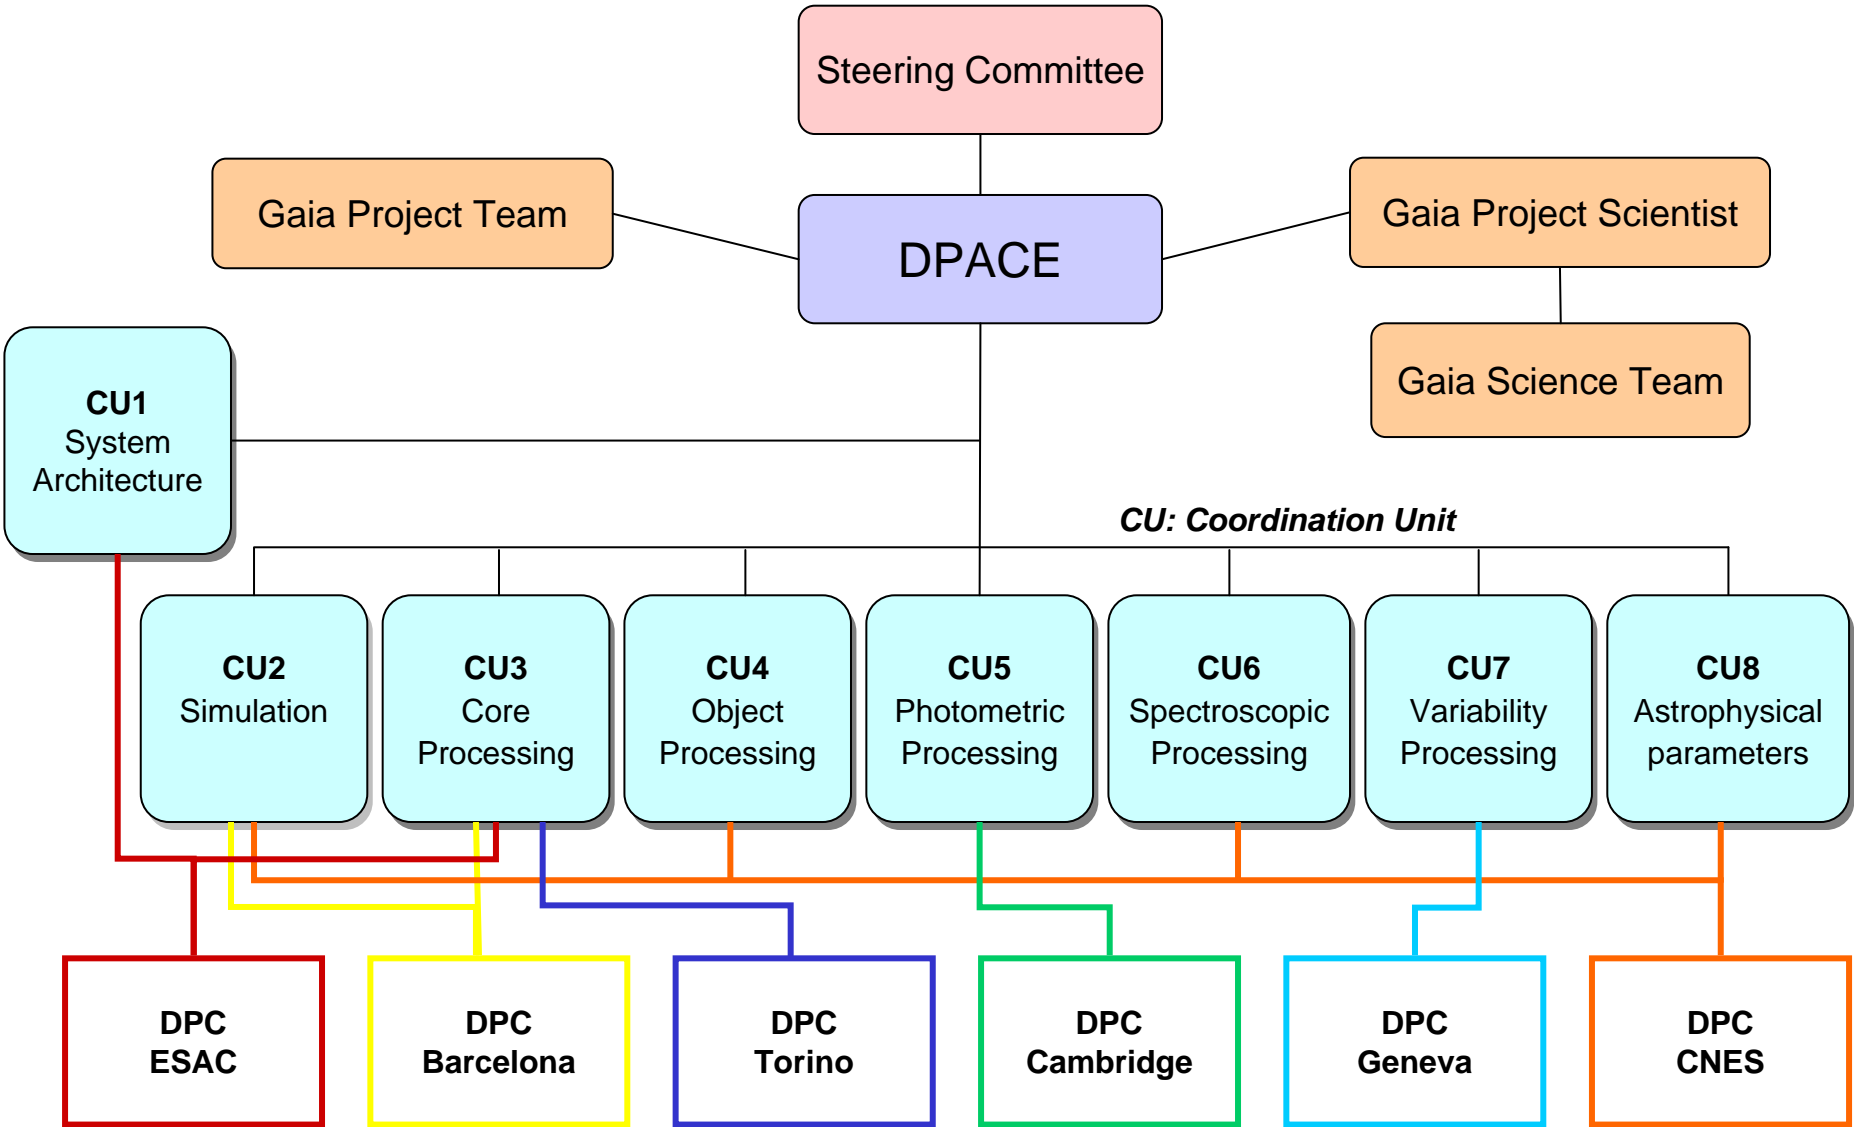 Steering Committee
Gaia Project Team
DPACE
Gaia Project Scientist
Gaia Science Team
CU1
System
Architecture
CU: Coordination Unit
CU2
Simulation
CU3
Core
Processing
CU4
Object
Processing
CU5
Photometric
Processing
CU6
Spectroscopic
Processing
CU7
Variability
Processing
CU8
Astrophysical
parameters
DPC
ESAC
DPC
Barcelona
DPC
Torino
DPC
Cambridge
DPC
Geneva
DPC
CNES